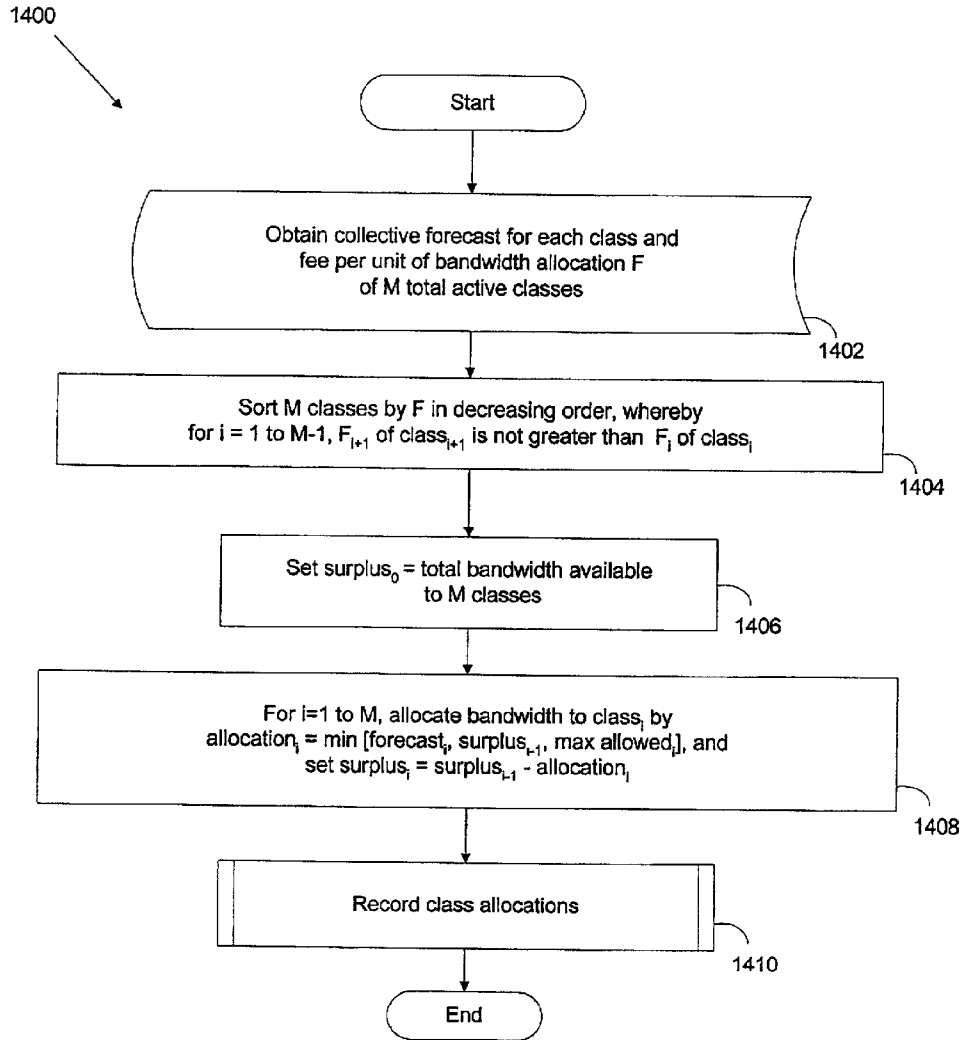 1400
Start
Obtain collective forecast for each class and
fee per unit of bandwidth allocation F
of M total active classes
1402
Sort M classes by F in decreasing order, whereby
for i = 1 to M-1, Fᵢ₊₁ of classᵢ₊₁ is not greater than Fᵢ of classᵢ
1404
Set surplus₀ = total bandwidth available
to M classes
1406
For i=1 to M, allocate bandwidth to classᵢ by
allocationᵢ = min [forecastᵢ, surplusᵢ₋₁, max allowedᵢ], and
set surplusᵢ = surplusᵢ₋₁ - allocationᵢ
1408
Record class allocations
1410
End